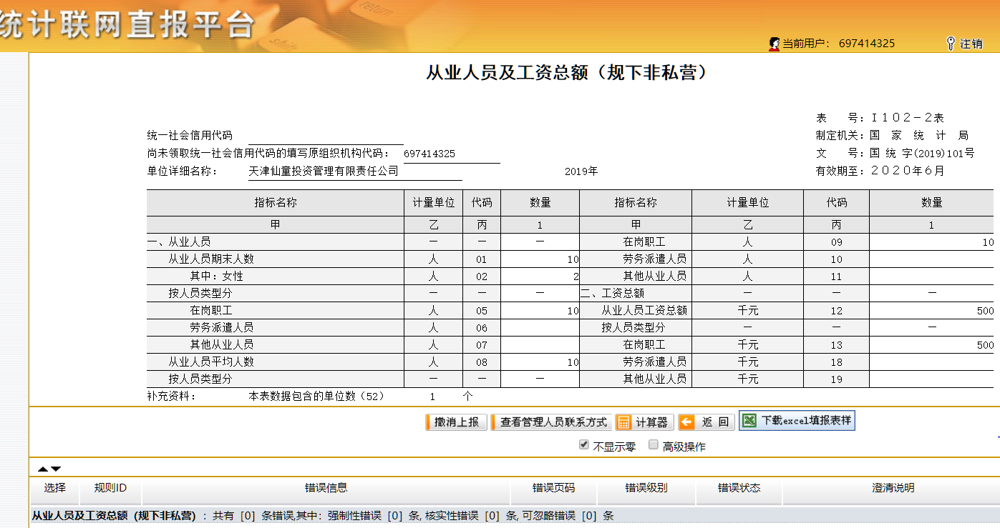 统计联网直报平台
当前用户： 697414325 注销
从业人员及工资总额（规下非私营）
表 号：Ｉ１０２－２表
统一社会信用代码 制定机关：国 家 统 计 局
尚未领取统一社会信用代码的填写原组织机构代码： 697414325 文 号：国 统 字(2019)101号
单位详细名称： 天津仙童投资管理有限责任公司 2019年 有效期至：２０２０年６月
指标名称 计量单位 代码 数量 指标名称 计量单位 代码 数量
甲 乙 丙 1 甲 乙 丙 1
一、从业人员 － － － 在岗职工 人 09 10
从业人员期末人数 人 01 10 劳务派遣人员 人 10
其中：女性 人 02 2 其他从业人员 人 11
按人员类型分 － － － 二、工资总额 － － －
在岗职工 人 05 10 从业人员工资总额 千元 12 500
劳务派遣人员 人 06 按人员类型分 － － －
其他从业人员 人 07 在岗职工 千元 13 500
从业人员平均人数 人 08 10 劳务派遣人员 千元 18
按人员类型分 － － － 其他从业人员 千元 19
补充资料： 本表数据包含的单位数（52） 1 个
撤消上报 查看管理人员联系方式 计算器 返 回 下载excel填报表样
不显示零 高级操作
选择 规则ID 错误信息 错误页码 错误级别 错误状态 澄清说明
从业人员及工资总额（规下非私营）：共有 [0] 条错误,其中：强制性错误 [0] 条, 核实性错误 [0] 条, 可忽略错误 [0] 条